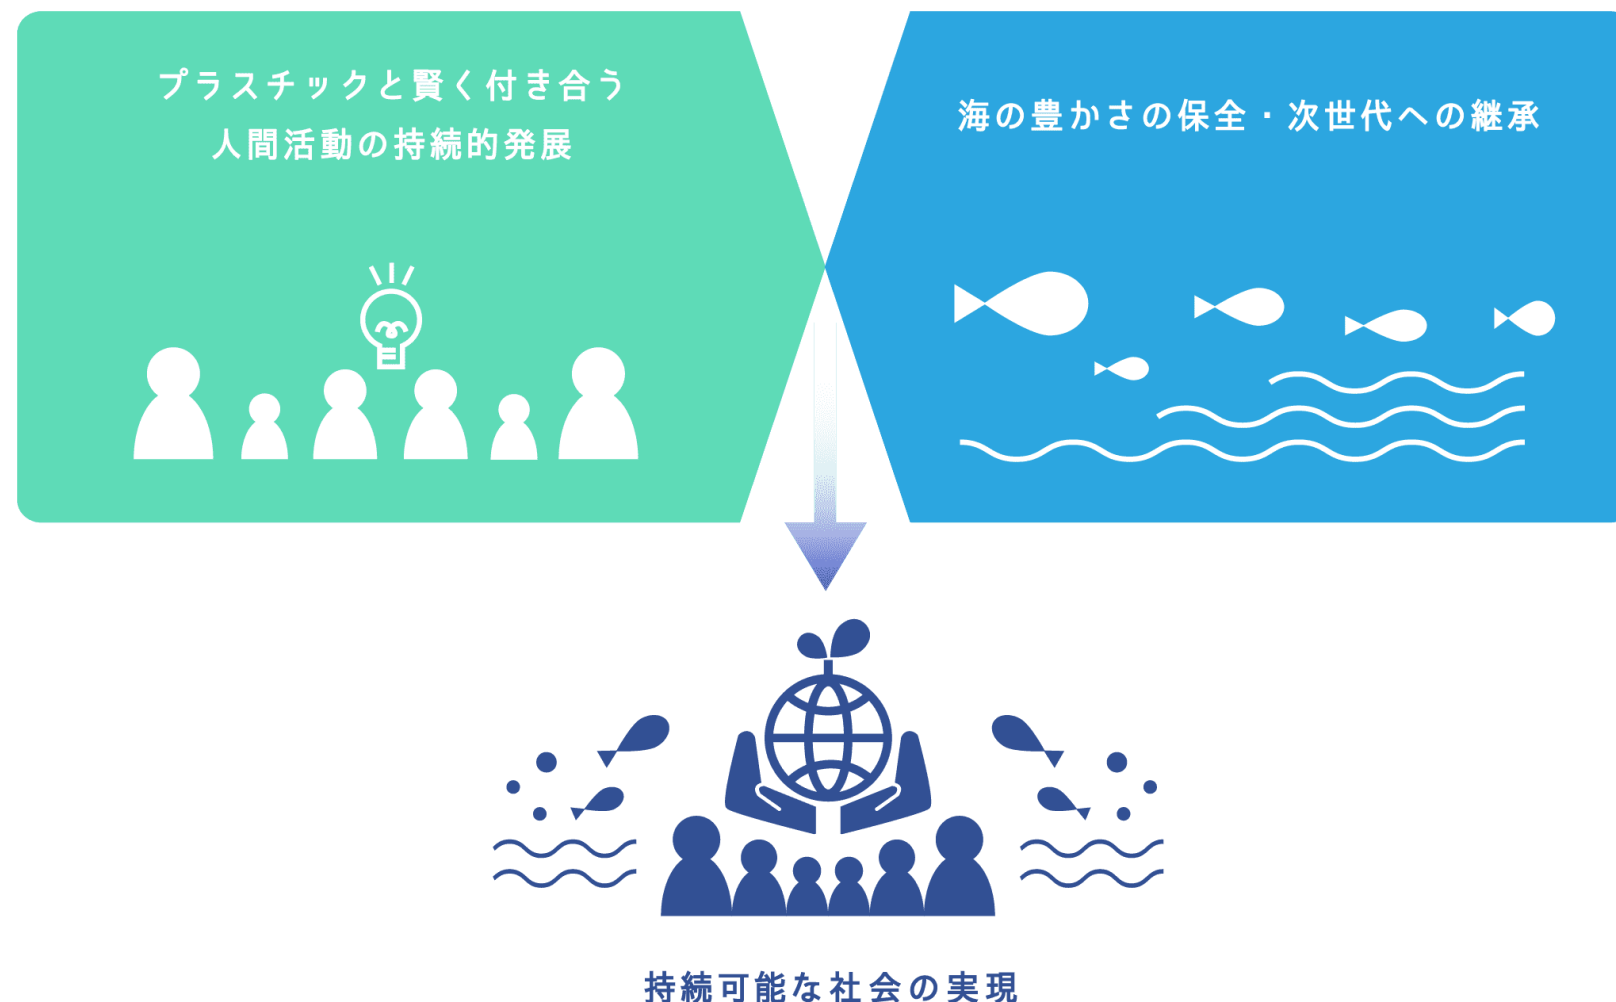 プラスチックと賢く付き合う
人間活動の持続的発展
海の豊かさの保全・次世代への継承
持続可能な社会の実現